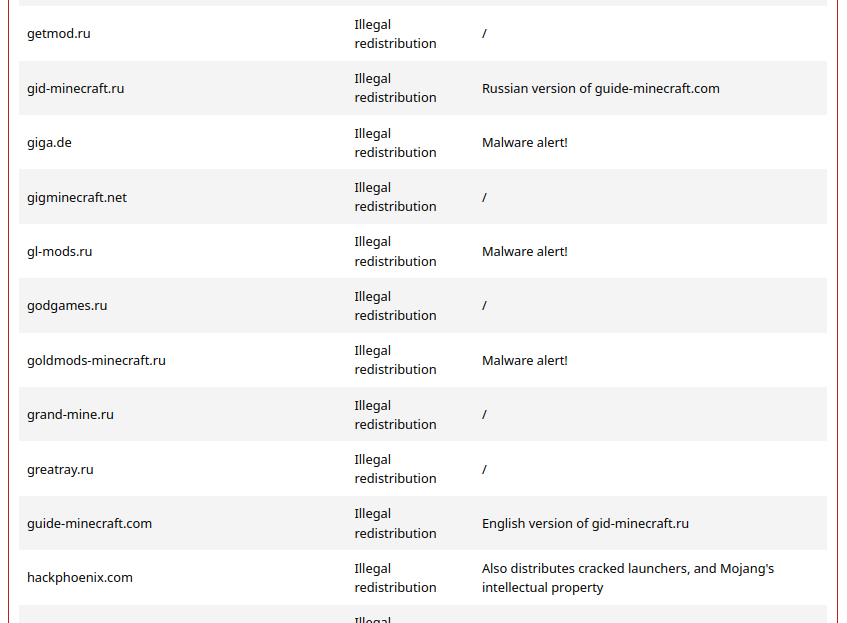 getmod.ru Illegal redistribution /
gid-minecraft.ru Illegal redistribution Russian version of guide-minecraft.com
giga.de Illegal redistribution Malware alert!
gigminecraft.net Illegal redistribution /
gl-mods.ru Illegal redistribution Malware alert!
godgames.ru Illegal redistribution /
goldmods-minecraft.ru Illegal redistribution Malware alert!
grand-mine.ru Illegal redistribution /
greatray.ru Illegal redistribution /
guide-minecraft.com Illegal redistribution English version of gid-minecraft.ru
hackphoenix.com Illegal redistribution Also distributes cracked launchers, and Mojang's intellectual property
Illegal